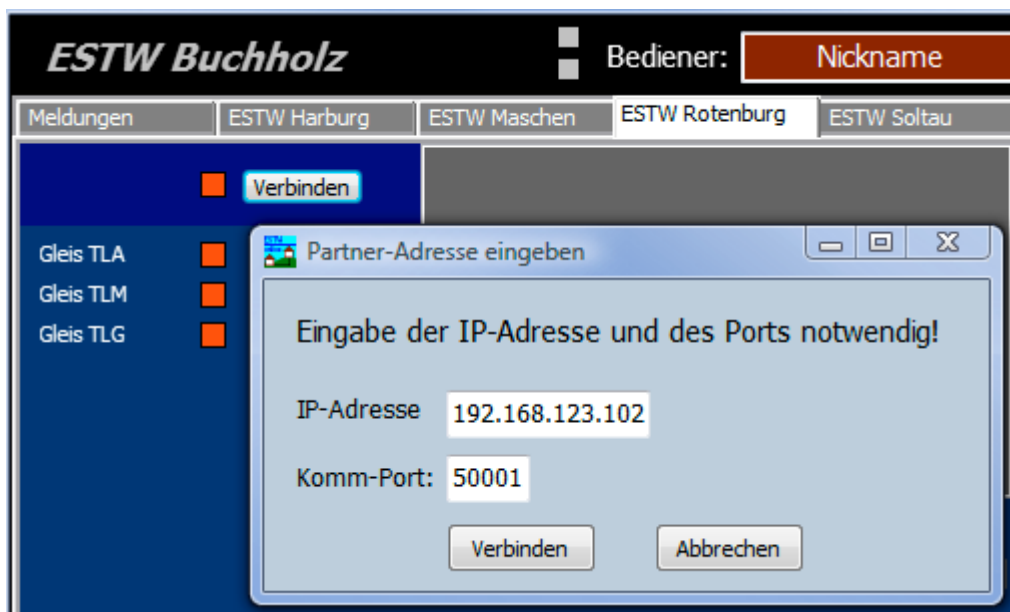 ESTW Buchholz
Bediener: Nickname
Meldungen ESTW Harburg ESTW Maschen ESTW Rotenburg ESTW Soltau
Verbinden
Gleis TLA
Gleis TLM
Gleis TLG
Partner-Adresse eingeben
Eingabe der IP-Adresse und des Ports notwendig!
IP-Adresse 192.168.123.102
Komm-Port: 50001
Verbinden Abbrechen